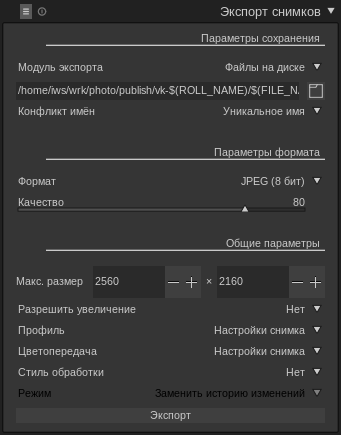 Экспорт снимков
Параметры сохранения
Модуль экспорта Файлы на диске
/home/iws/wrk/photo/publish/vk-$(ROLL_NAME)/$(FILE_N
Конфликт имён Уникальное имя
Параметры формата
Формат JPEG (8 бит)
Качество 80
Общие параметры
Макс. размер 2560 — + × 2160 — +
Разрешить увеличение Нет
Профиль Настройки снимка
Цветопередача Настройки снимка
Стиль обработки Нет
Режим Заменить историю изменений
Экспорт